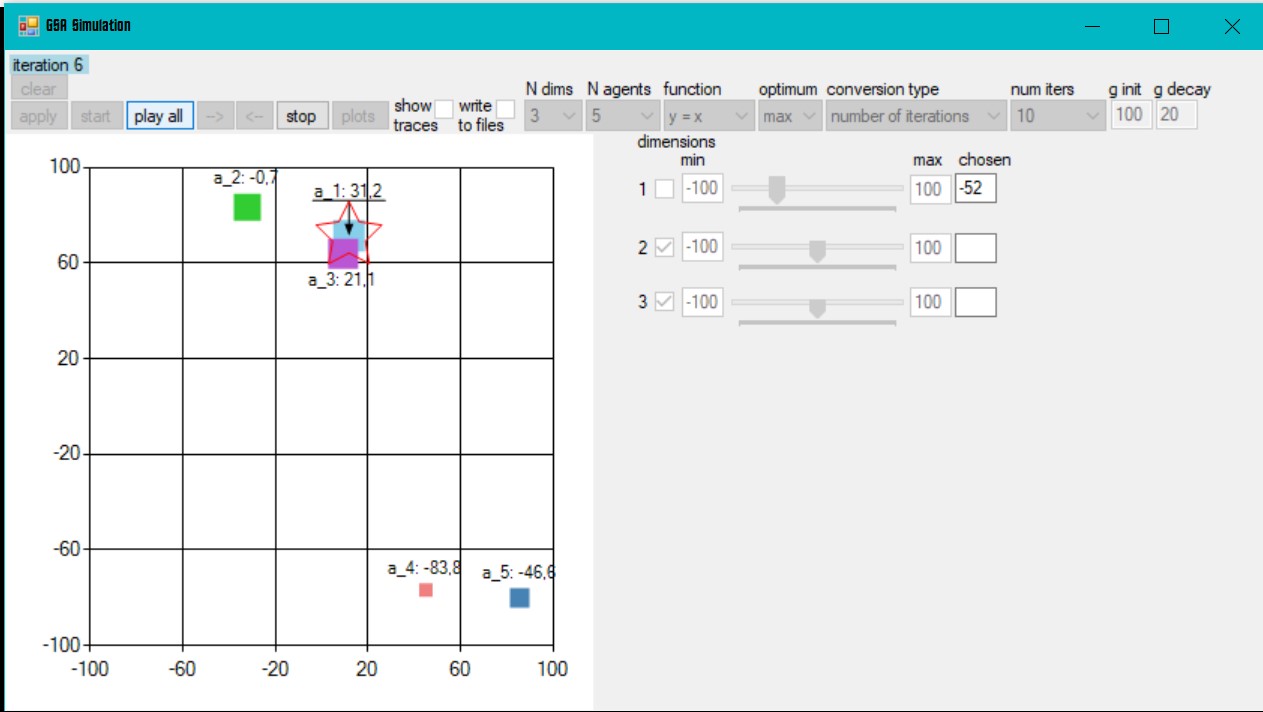 GSA Simulation
iteration 6
clear
N dims N agents function optimum conversion type num iters g init g decay
apply start play all --> <-- stop plots show traces write to files 3 5 y = x max number of iterations 10 100 20
dimensions
min max chosen
1 -100 100 -52
2 -100 100
3 -100 100
100
a_2: -0,7
a_1: 31,2
60
a_3: 21,1
20
-20
-60
a_4: -83,8
a_5: -46,6
-100
-100 -60 -20 20 60 100